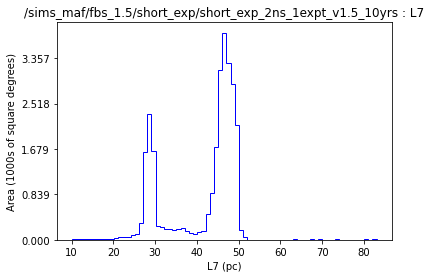 /sims_maf/fbs_1.5/short_exp/short_exp_2ns_1expt_v1.5_10yrs : L7
Area (1000s of square degrees)
3.357
2.518
1.679
0.839
0.000
10 20 30 40 50 60 70 80
L7 (pc)